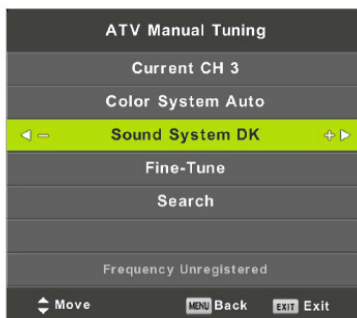 ATV Manual Tuning
Current CH 3
Color System Auto
− Sound System DK +
Fine-Tune
Search
Frequency Unregistered
Move MENU Back EXIT Exit